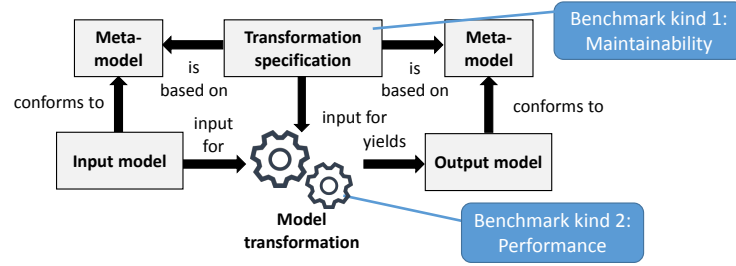 Meta-
model
Transformation
specification
Meta-
model
Benchmark kind 1:
Maintainability
is
based on
is
based on
conforms to
input
for
input for
yields
conforms to
Input model
Output model
Model
transformation
Benchmark kind 2:
Performance